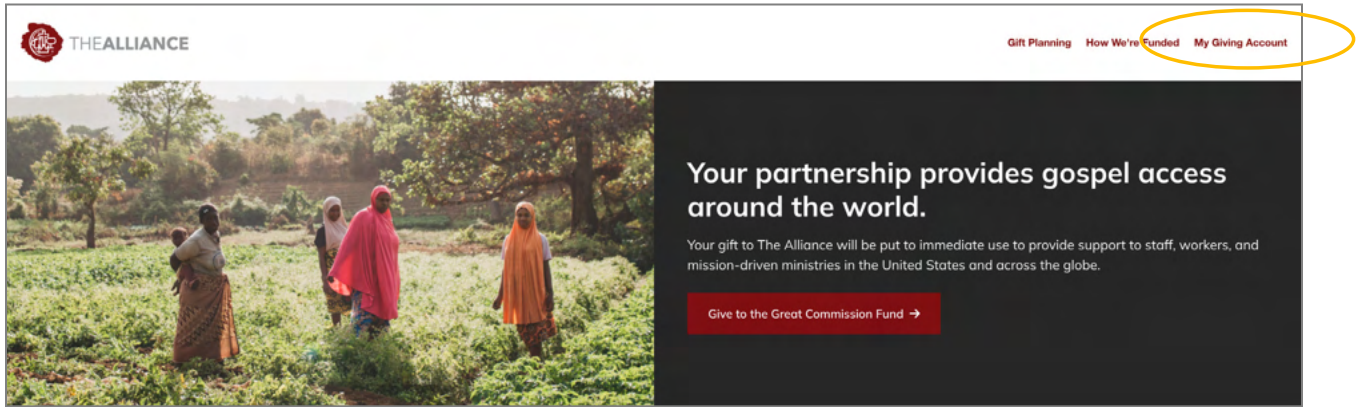 THEALLIANCE
Gift Planning How We're Funded My Giving Account
Your partnership provides gospel access
around the world.
Your gift to The Alliance will be put to immediate use to provide support to staff, workers, and
mission-driven ministries in the United States and across the globe.
Give to the Great Commission Fund →